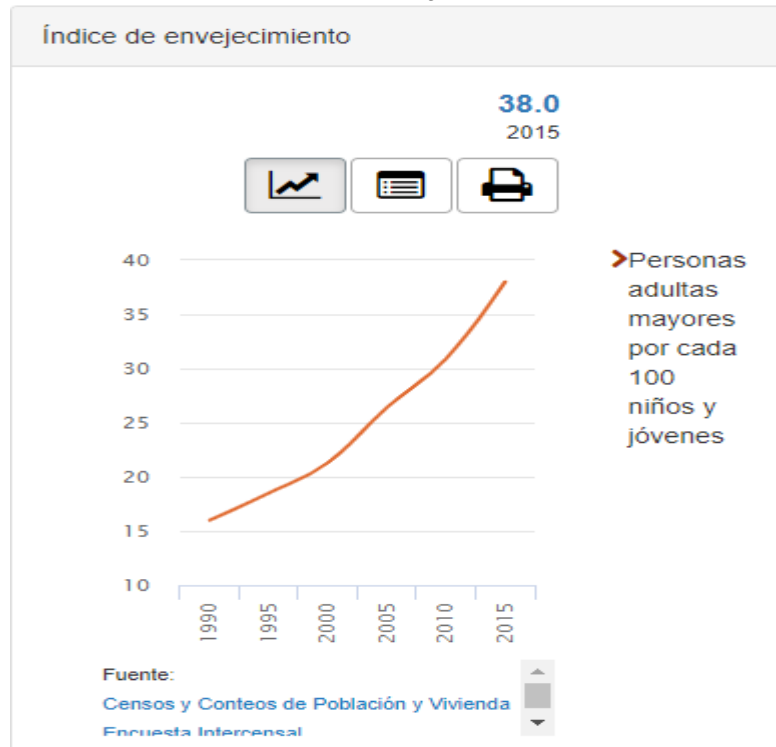 Índice de envejecimiento
38.0
2015
40
35
30
25
20
15
10
1990
1995
2000
2005
2010
2015
Personas
adultas
mayores
por cada
100
niños y
jóvenes
Fuente:
Censos y Conteos de Población y Vivienda
Encuesta Intercensal